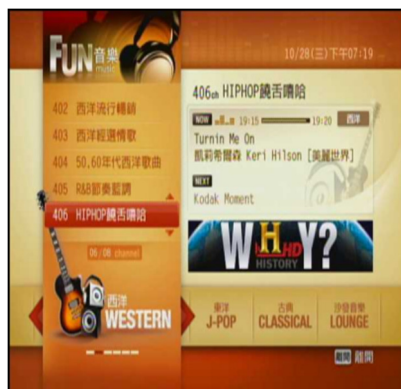 FUN音樂
music
10/28(三)下午07:19
402 西洋流行暢銷
403 西洋經選情歌
404 50.60年代西洋歌曲
405 R&B節奏藍調
406 HIPHOP饒舌嘻哈
06/08 channel
西洋
WESTERN
406ch HIPHOP饒舌嘻哈
NOW 19:15 19:20 西洋
Turnin Me On
凱莉希爾森 Keri Hilson [美麗世界]
NEXT
Kodak Moment
WHY?
HD
HISTORY
東洋
J-POP
古典
CLASSICAL
沙發音樂
LOUNGE
離開 離開